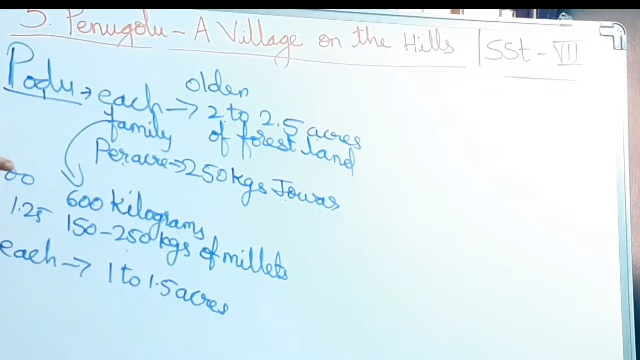 5. Penugolu - A Village on the Hills | SSt - VII
Podu → each family → olden 2 to 2.5 acres of forest land
Per acre → 250 kgs Jowas
600 kilograms
1.25 150-250 kgs of millets
each → 1 to 1.5 acres